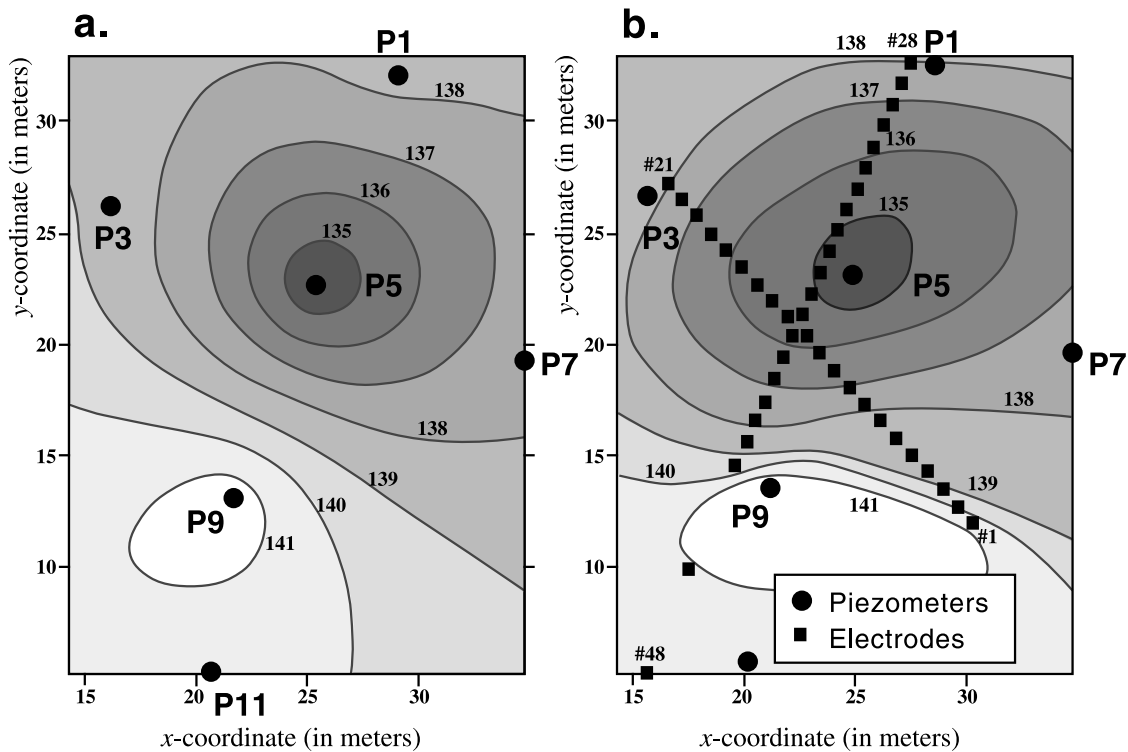 a.
P1
138
30
137
136
#21
P3
135
25
P5
20
P7
138
15
139
140
P9
141
10
P11
15
20
25
30
x-coordinate (in meters)
y-coordinate (in meters)
b.
138
#28
P1
137
30
136
#21
P3
135
25
P5
20
P7
138
15
140
139
P9
141
#1
10
Piezometers
Electrodes
#48
15
20
25
30
x-coordinate (in meters)
y-coordinate (in meters)